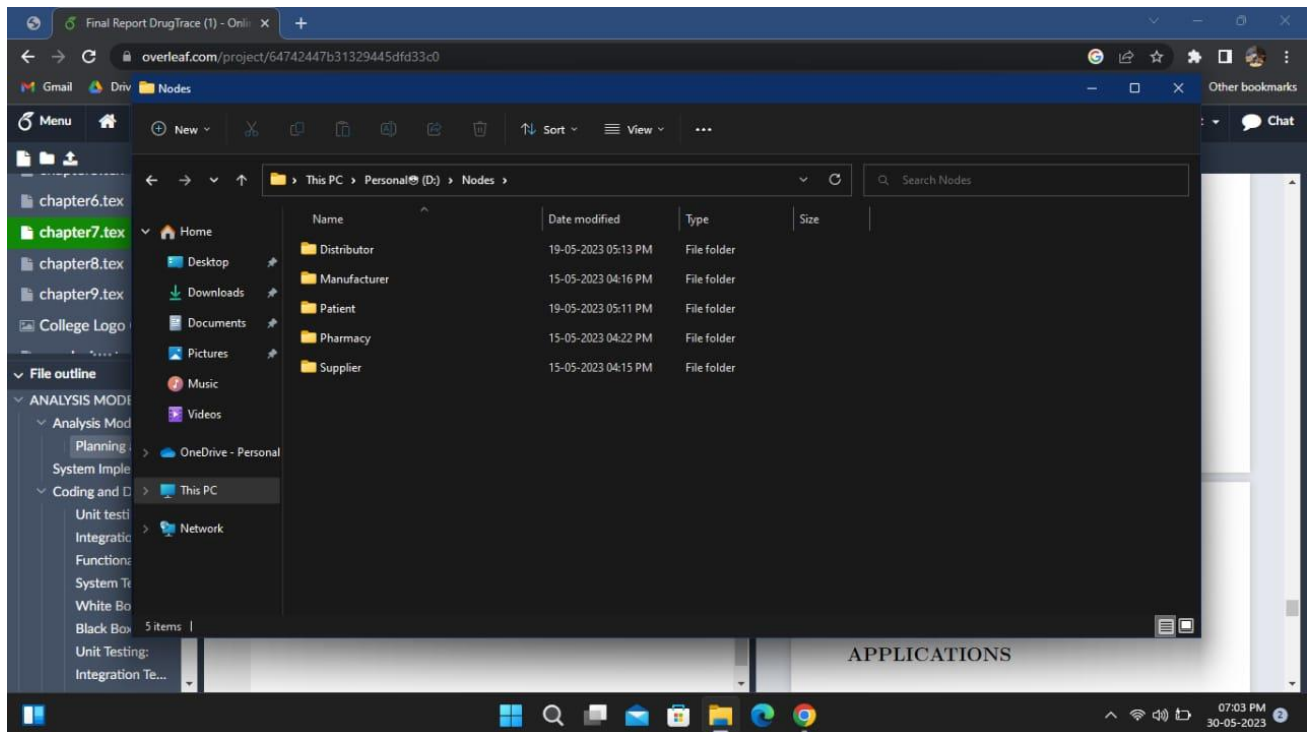 Final Report DrugTrace (1) - Onli
overleaf.com/project/64742447b31329445dfd33c0
Gmail
Driv
Other bookmarks
Nodes
Menu
Chat
New
Sort
View
This PC > Personal😎 (D:) > Nodes >
Search Nodes
chapter6.tex
chapter7.tex
chapter8.tex
chapter9.tex
College Logo
File outline
ANALYSIS MODE
Analysis Mod
Planning
System Imple
Coding and D
Unit testi
Integratio
Functiona
System Te
White Bo
Black Box
Unit Testing:
Integration Te...
Home
Desktop
Downloads
Documents
Pictures
Music
Videos
OneDrive - Personal
This PC
Network
Name Date modified Type Size
Distributor 19-05-2023 05:13 PM File folder
Manufacturer 15-05-2023 04:16 PM File folder
Patient 19-05-2023 05:11 PM File folder
Pharmacy 15-05-2023 04:22 PM File folder
Supplier 15-05-2023 04:15 PM File folder
5 items
APPLICATIONS
07:03 PM
30-05-2023
2